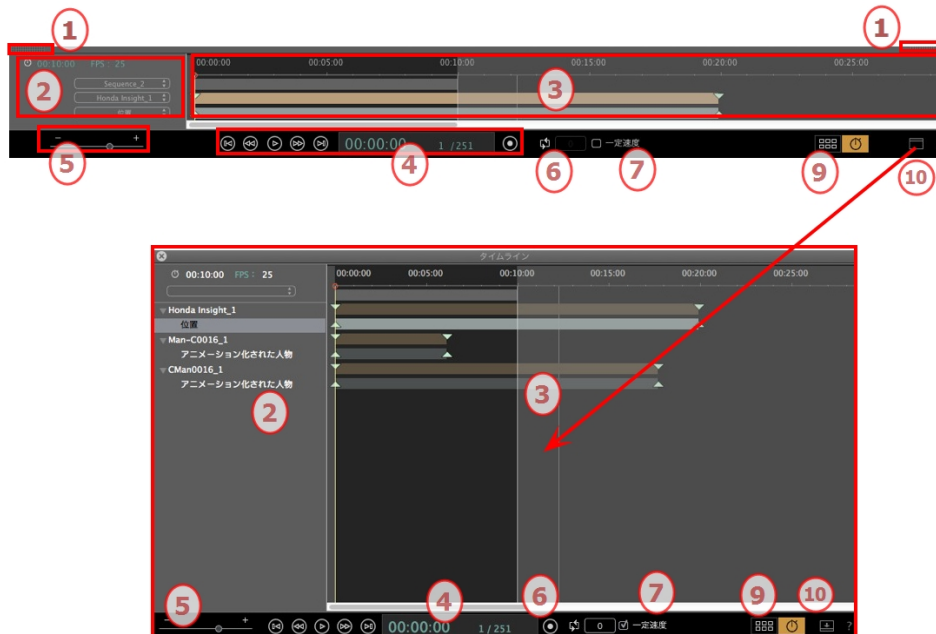 1
1
00:10:00 FPS : 25
00:00:00 00:05:00 00:10:00 00:15:00 00:20:00 00:25:00
2
Sequence_2
3
Honda Insight_1
位置
− +
00:00:00 1 /251
0
一定速度
5
4
6
7
9
10
タイムライン
00:10:00 FPS : 25
00:00:00 00:05:00 00:10:00 00:15:00 00:20:00 00:25:00
Honda Insight_1
位置
Man-C0016_1
アニメーション化された人物
CMan0016_1
アニメーション化された人物
2
3
5
4
6
7
9
10
− +
00:00:00 1 / 251
0
一定速度
?